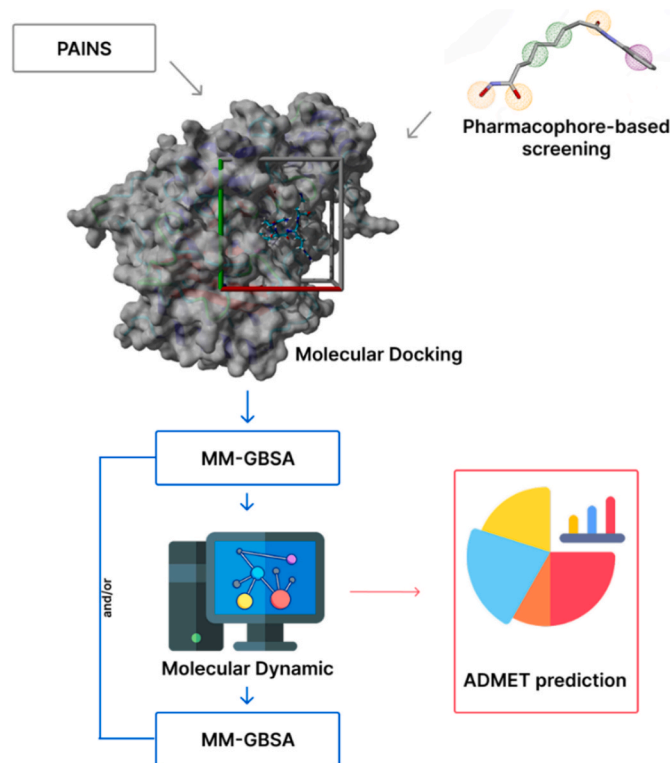 PAINS
Pharmacophore-based
screening
Molecular Docking
MM-GBSA
and/or
Molecular Dynamic
ADMET prediction
MM-GBSA